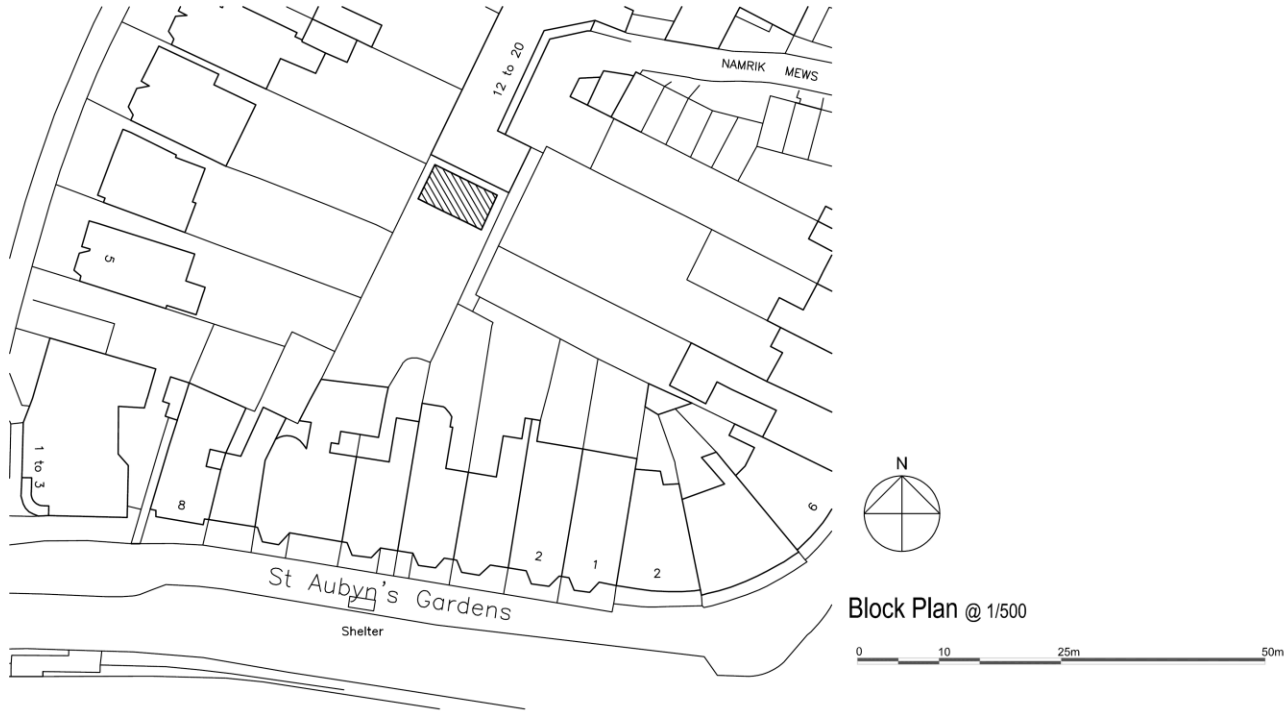 12 to 20
NAMRIK MEWS
5
1 to 3
8
2
1
2
6
St Aubyn's Gardens
Shelter
N
Block Plan @ 1/500
0 10 25m 50m